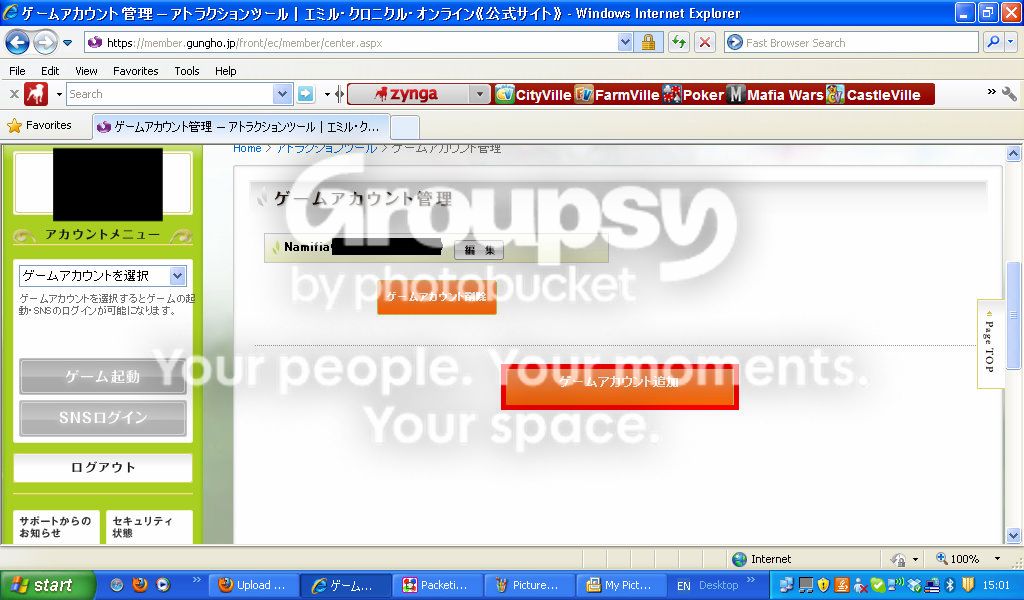 ゲームアカウント管理 － アトラクションツール | エミル・クロニクル・オンライン《公式サイト》 - Windows Internet Explorer
https://member.gungho.jp/front/ec/member/center.aspx
Fast Browser Search
File Edit View Favorites Tools Help
Search
zynga
CityVille
FarmVille
Poker
Mafia Wars
CastleVille
Favorites
ゲームアカウント管理 － アトラクションツール | エミル・ク...
Home > アトラクションツール > ゲームアカウント管理
ゲームアカウント管理
アカウントメニュー
Namifia
編 集
ゲームアカウントを選択
ゲームアカウントを選択するとゲームの起
動・SNSのログインが可能になります。
ゲームアカウント削除
Groupsy
by photobucket
Page TOP
Your people. Your moments.
Your space.
ゲーム起動
ゲームアカウント追加
SNSログイン
ログアウト
サポートからの
お知らせ
セキュリティ
状態
Internet
100%
start
Upload ...
ゲーム...
Packeti...
Picture...
My Pict...
EN
Desktop
15:01